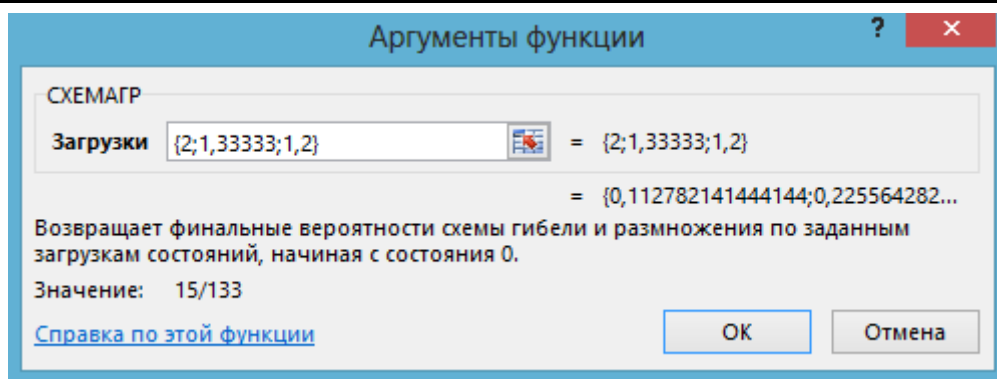 Аргументы функции
? ×
СХЕМАГР
Загрузки {2;1,33333;1,2} = {2;1,33333;1,2}
= {0,112782141444144;0,225564282...
Возвращает финальные вероятности схемы гибели и размножения по заданным
загрузкам состояний, начиная с состояния 0.
Значение: 15/133
Справка по этой функции
ОК
Отмена